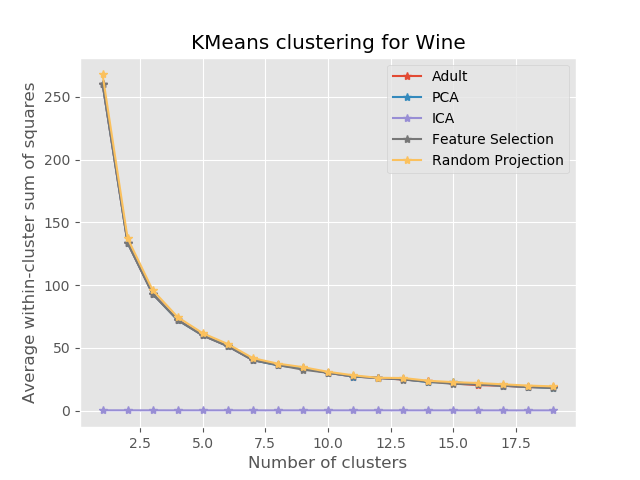 KMeans clustering for Wine
Average within-cluster sum of squares
250
200
150
100
50
0
Adult
PCA
ICA
Feature Selection
Random Projection
2.5 5.0 7.5 10.0 12.5 15.0 17.5
Number of clusters